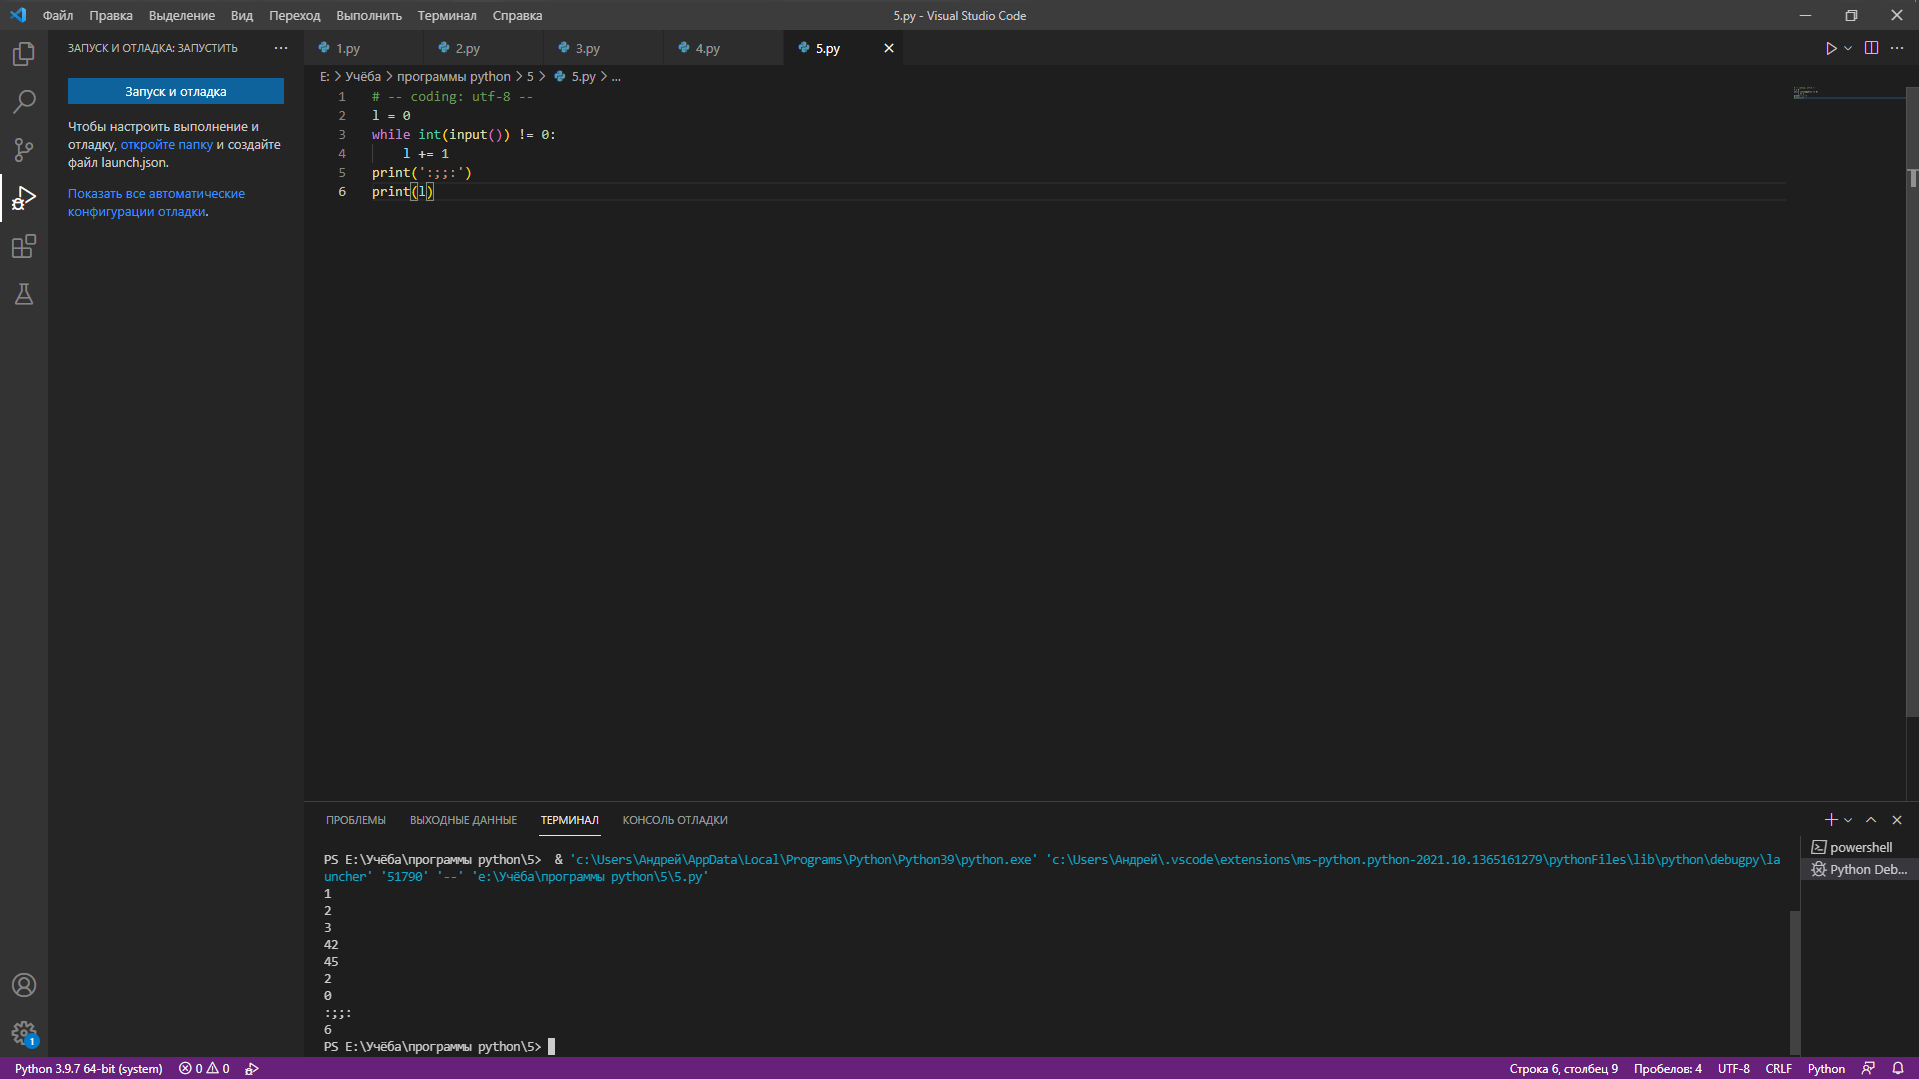 Файл Правка Выделение Вид Переход Выполнить Терминал Справка
5.py - Visual Studio Code
ЗАПУСК И ОТЛАДКА: ЗАПУСТИТЬ
Запуск и отладка
Чтобы настроить выполнение и
отладку, откройте папку и создайте
файл launch.json.
Показать все автоматические
конфигурации отладки.
1.py 2.py 3.py 4.py 5.py
E: > Учёба > программы python > 5 > 5.py > ...
1 # -- coding: utf-8 --
2 l = 0
3 while int(input()) != 0:
4     l += 1
5 print(':;;:')
6 print(l)
ПРОБЛЕМЫ ВЫХОДНЫЕ ДАННЫЕ ТЕРМИНАЛ КОНСОЛЬ ОТЛАДКИ
PS E:\Учёба\программы python\5>  & 'c:\Users\Андрей\AppData\Local\Programs\Python\Python39\python.exe' 'c:\Users\Андрей\.vscode\extensions\ms-python.python-2021.10.1365161279\pythonFiles\lib\python\debugpy\la
uncher' '51790' '--' 'e:\Учёба\программы python\5\5.py'
1
2
3
42
45
2
0
:;;:
6
PS E:\Учёба\программы python\5>
powershell
Python Deb...
1
Python 3.9.7 64-bit (system) 0 0
Строка 6, столбец 9 Пробелов: 4 UTF-8 CRLF Python